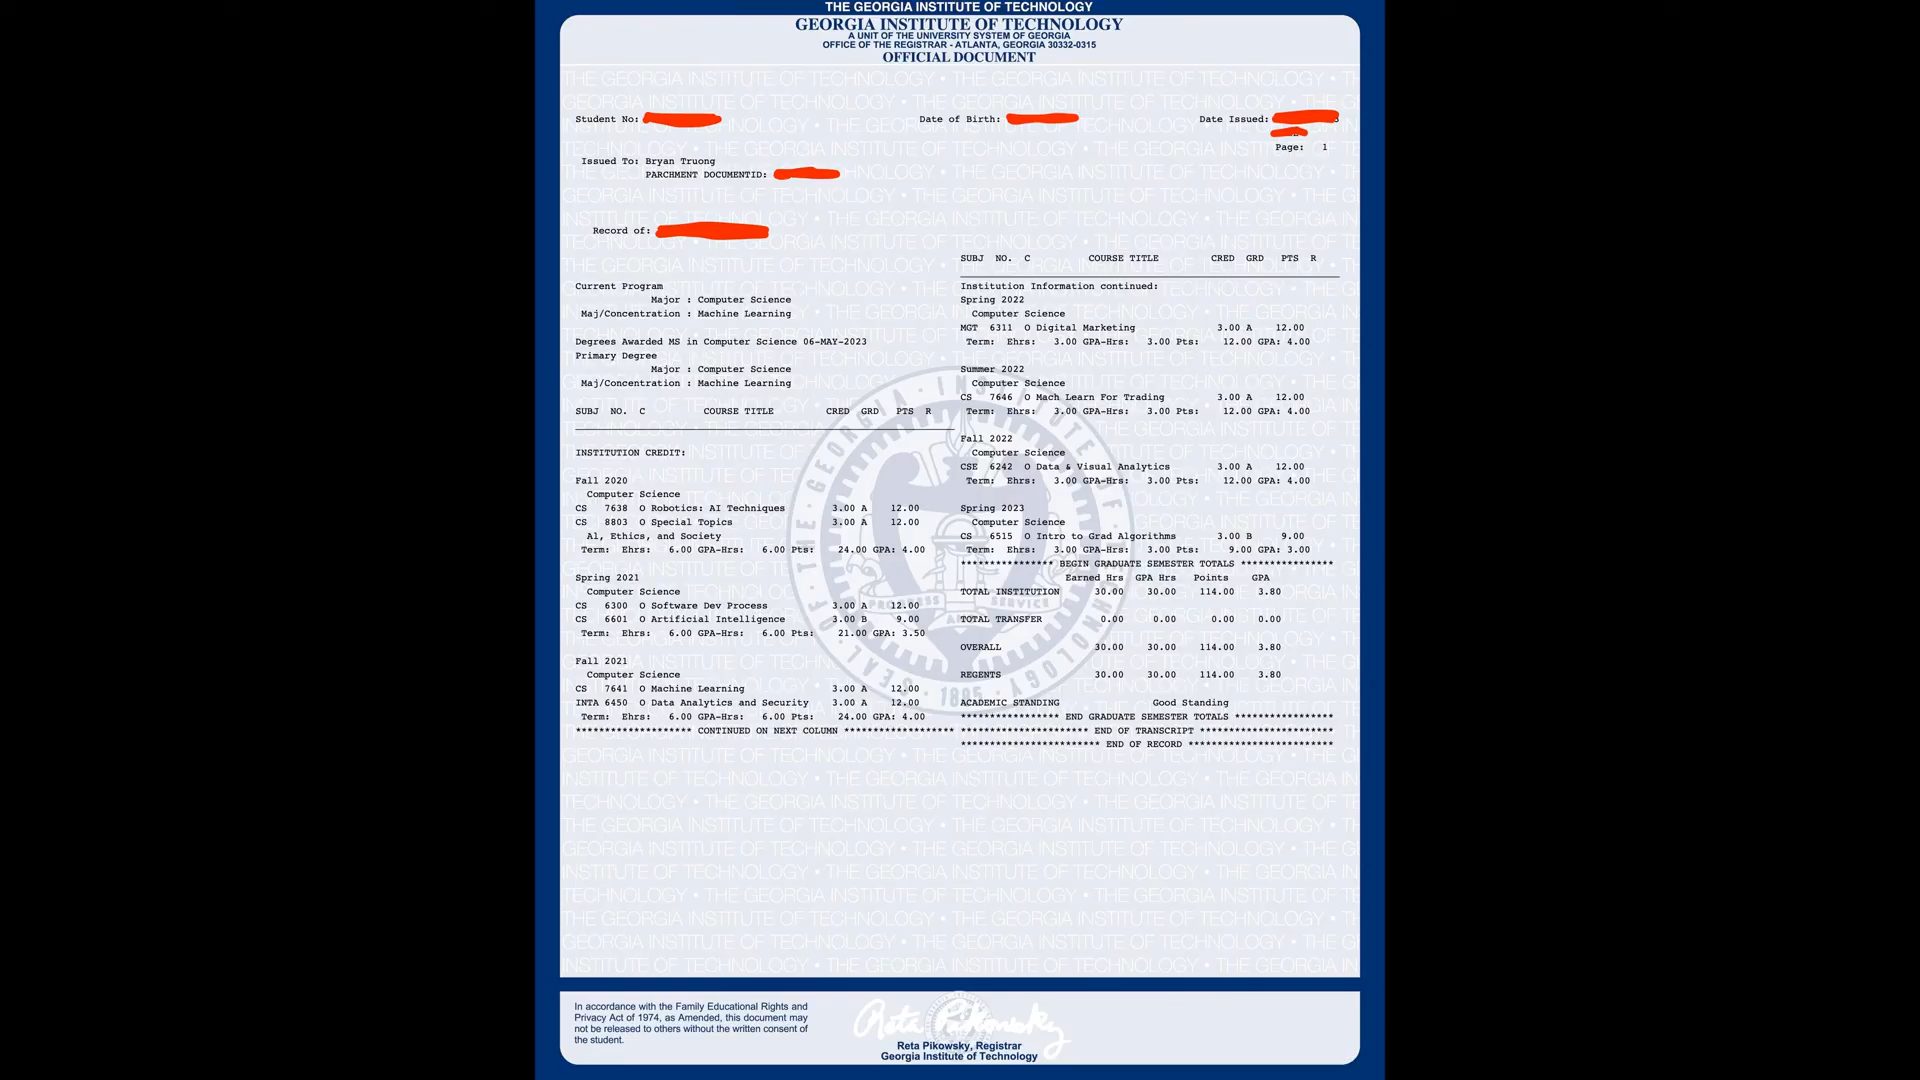 THE GEORGIA INSTITUTE OF TECHNOLOGY
GEORGIA INSTITUTE OF TECHNOLOGY
A UNIT OF THE UNIVERSITY SYSTEM OF GEORGIA
OFFICE OF THE REGISTRAR - ATLANTA, GEORGIA 30332-0315
OFFICIAL DOCUMENT
Student No:
Date of Birth:
Date Issued:
Page: 1
Issued To: Bryan Truong
PARCHMENT DOCUMENTID:
Record of:
Current Program
Major : Computer Science
Maj/Concentration : Machine Learning
Degrees Awarded MS in Computer Science 06-MAY-2023
Primary Degree
Major : Computer Science
Maj/Concentration : Machine Learning
SUBJ NO. C COURSE TITLE CRED GRD PTS R
INSTITUTION CREDIT:
Fall 2020
Computer Science
CS 7638 O Robotics: AI Techniques 3.00 A 12.00
CS 8803 O Special Topics 3.00 A 12.00
Al, Ethics, and Society
Term: Ehrs: 6.00 GPA-Hrs: 6.00 Pts: 24.00 GPA: 4.00
Spring 2021
Computer Science
CS 6300 O Software Dev Process 3.00 A 12.00
CS 6601 O Artificial Intelligence 3.00 B 9.00
Term: Ehrs: 6.00 GPA-Hrs: 6.00 Pts: 21.00 GPA: 3.50
Fall 2021
Computer Science
CS 7641 O Machine Learning 3.00 A 12.00
INTA 6450 O Data Analytics and Security 3.00 A 12.00
Term: Ehrs: 6.00 GPA-Hrs: 6.00 Pts: 24.00 GPA: 4.00
******************** CONTINUED ON NEXT COLUMN *******************
SUBJ NO. C COURSE TITLE CRED GRD PTS R
Institution Information continued:
Spring 2022
Computer Science
MGT 6311 O Digital Marketing 3.00 A 12.00
Term: Ehrs: 3.00 GPA-Hrs: 3.00 Pts: 12.00 GPA: 4.00
Summer 2022
Computer Science
CS 7646 O Mach Learn For Trading 3.00 A 12.00
Term: Ehrs: 3.00 GPA-Hrs: 3.00 Pts: 12.00 GPA: 4.00
Fall 2022
Computer Science
CSE 6242 O Data & Visual Analytics 3.00 A 12.00
Term: Ehrs: 3.00 GPA-Hrs: 3.00 Pts: 12.00 GPA: 4.00
Spring 2023
Computer Science
CS 6515 O Intro to Grad Algorithms 3.00 B 9.00
Term: Ehrs: 3.00 GPA-Hrs: 3.00 Pts: 9.00 GPA: 3.00
**************** BEGIN GRADUATE SEMESTER TOTALS ****************
Earned Hrs GPA Hrs Points GPA
TOTAL INSTITUTION 30.00 30.00 114.00 3.80
TOTAL TRANSFER 0.00 0.00 0.00 0.00
OVERALL 30.00 30.00 114.00 3.80
REGENTS 30.00 30.00 114.00 3.80
ACADEMIC STANDING Good Standing
***************** END GRADUATE SEMESTER TOTALS *****************
********************** END OF TRANSCRIPT ***********************
************************ END OF RECORD *************************
In accordance with the Family Educational Rights and
Privacy Act of 1974, as Amended, this document may
not be released to others without the written consent of
the student.
Reta Pikowsky
Reta Pikowsky, Registrar
Georgia Institute of Technology